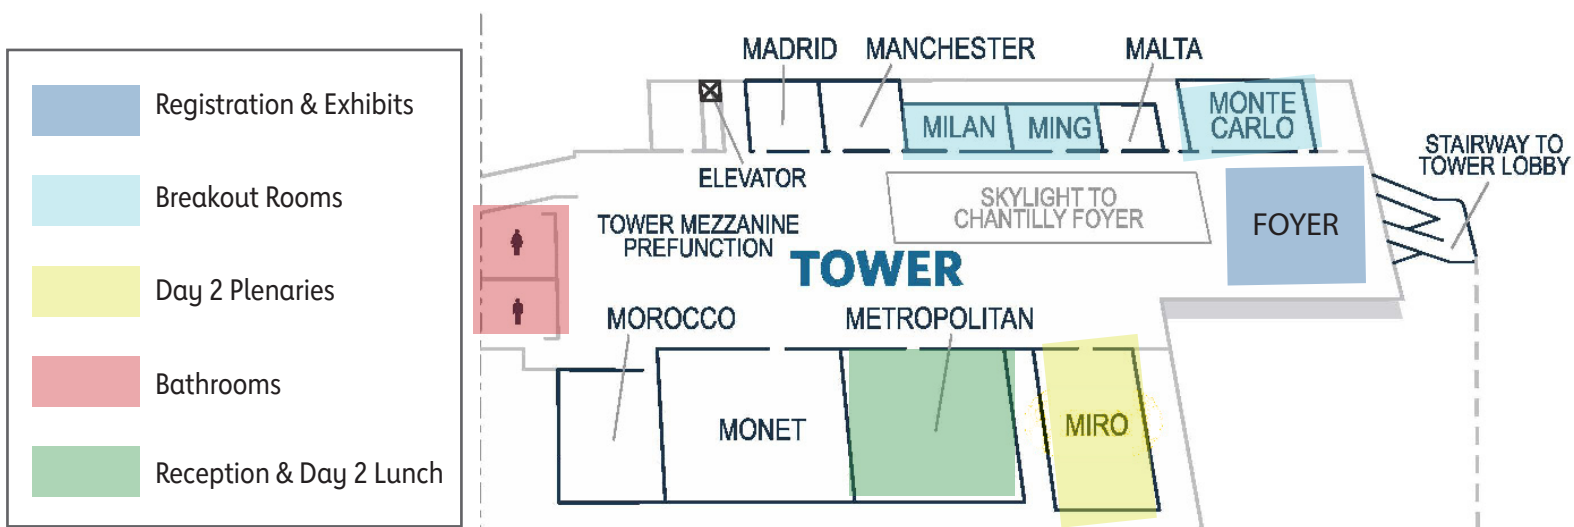 Registration & Exhibits
Breakout Rooms
Day 2 Plenaries
Bathrooms
Reception & Day 2 Lunch
MADRID
MANCHESTER
MALTA
MILAN
MING
MONTE
CARLO
STAIRWAY TO
TOWER LOBBY
ELEVATOR
SKYLIGHT TO
CHANTILLY FOYER
FOYER
TOWER MEZZANINE
PREFUNCTION
TOWER
MOROCCO
METROPOLITAN
MONET
MIRO